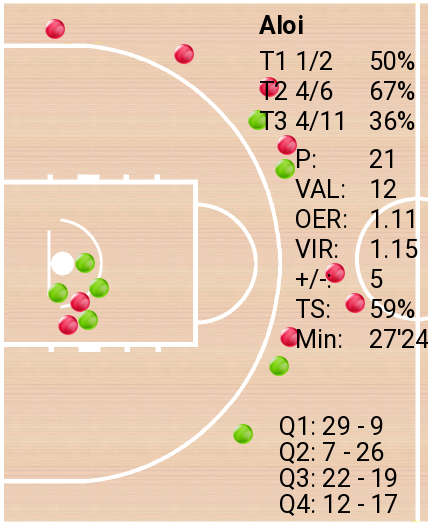 Aloi
T1 1/2 50%
T2 4/6 67%
T3 4/11 36%
P: 21
VAL: 12
OER: 1.11
VIR: 1.15
+/-: 5
TS: 59%
Min: 27'24
Q1: 29 - 9
Q2: 7 - 26
Q3: 22 - 19
Q4: 12 - 17